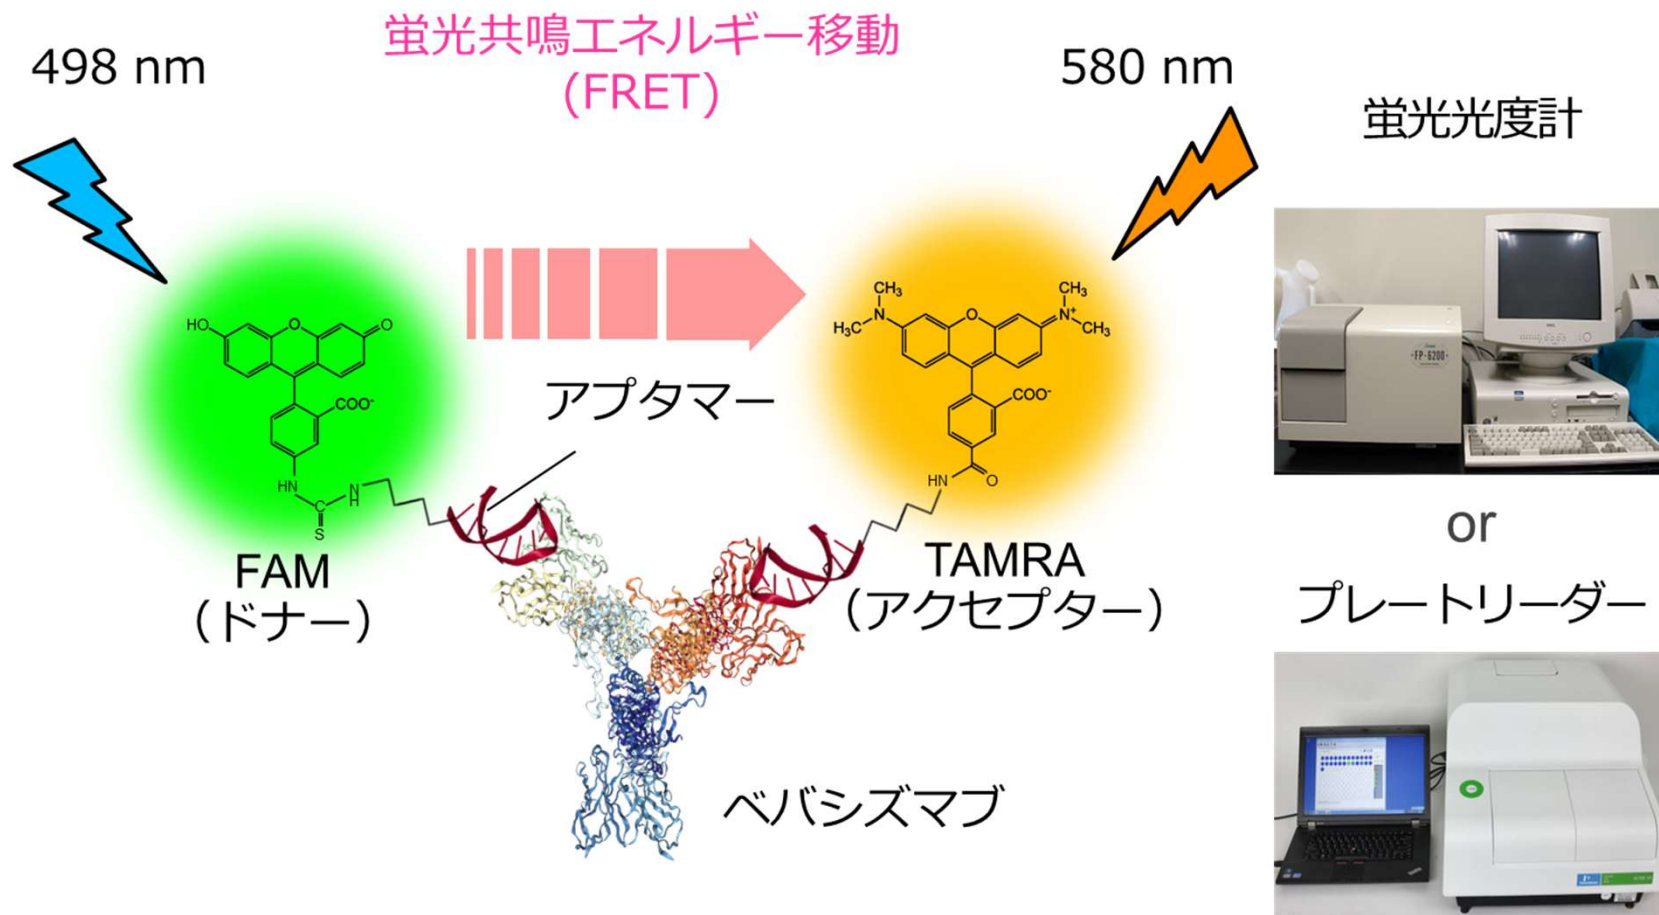 蛍光共鳴エネルギー移動
(FRET)
498 nm
580 nm
蛍光光度計
HO
O
O
COO-
HN
C
N
H
S
FAM
(ドナー)
アプタマー
CH₃
H₃C
N
O
CH₃
N⁺
CH₃
COO-
HN
O
TAMRA
(アクセプター)
ベバシズマブ
FP-6200
or
プレートリーダー